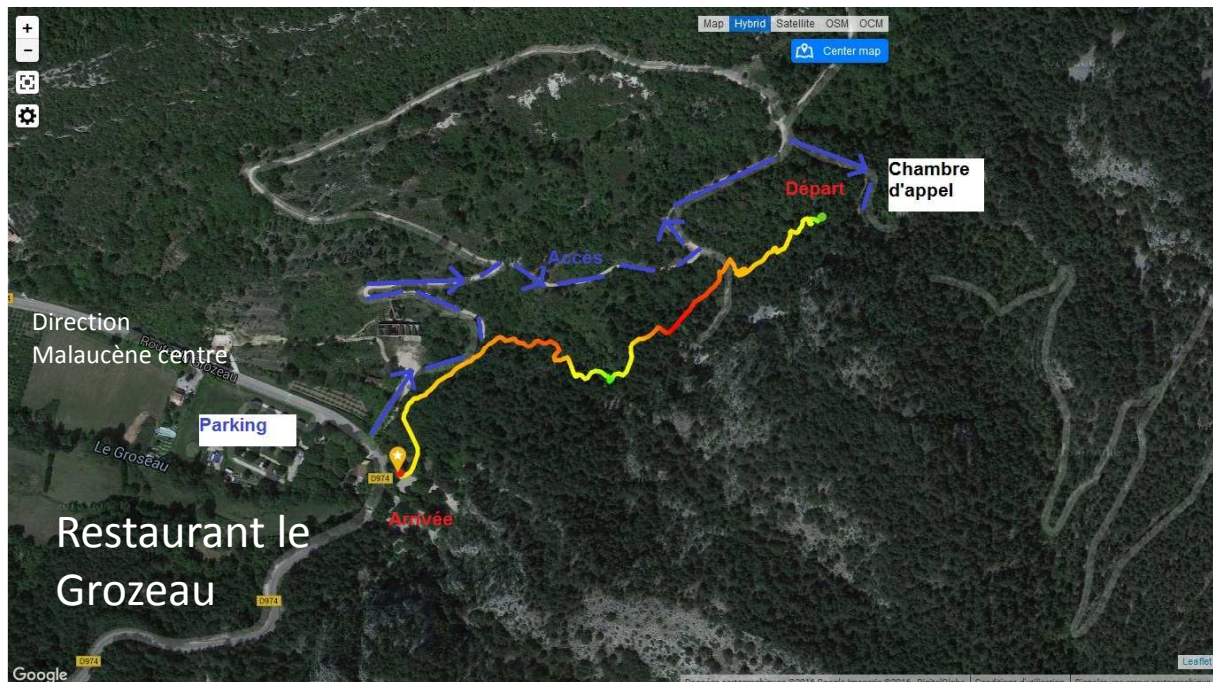 +
−
Map Hybrid Satellite OSM OCM
Center map
Chambre
d'appel
Départ
Accès
Direction
Malaucène centre
Parking
Le Groseau
D974
Arrivée
Restaurant le
Grozeau
D974
D974
Leaflet
Google